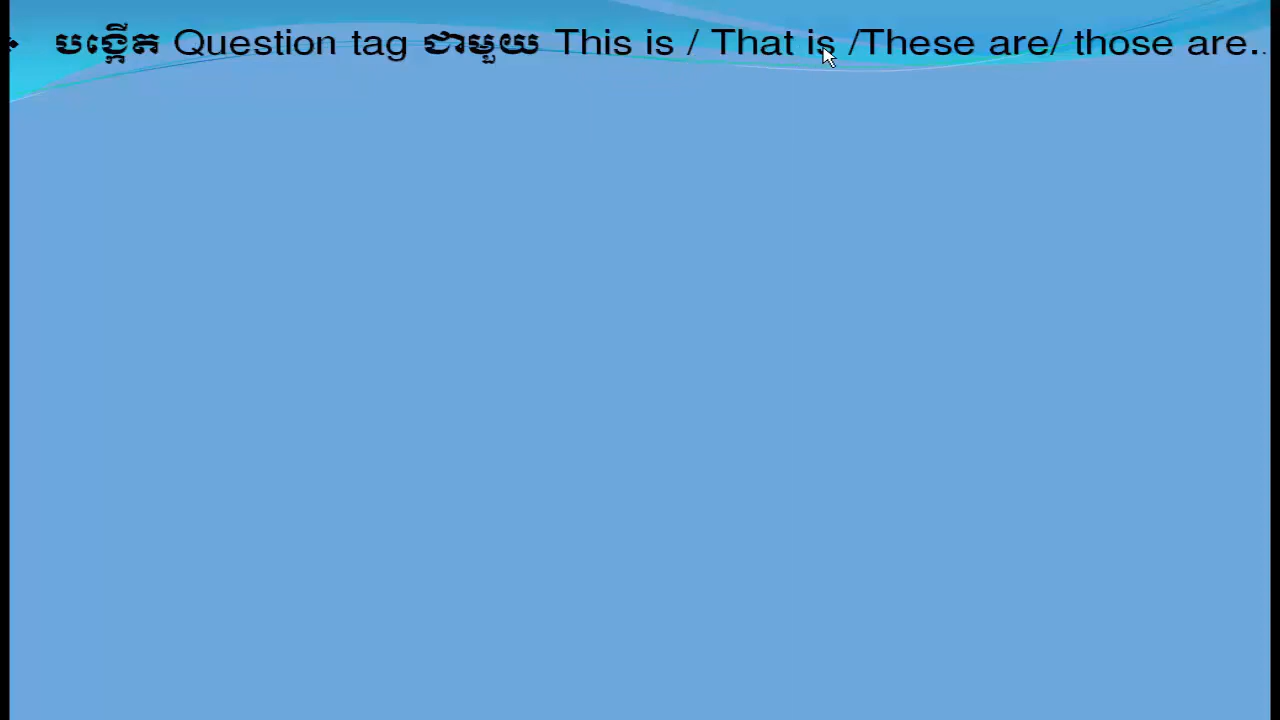 បង្កើត Question tag ជាមួយ This is / That is /These are/ those are..